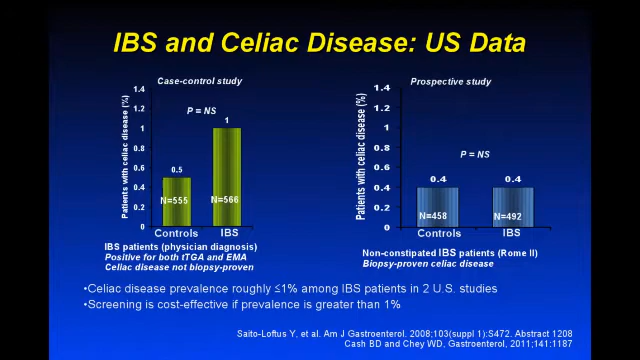 IBS and Celiac Disease: US Data
Case-control study
Patients with celiac disease (%)
1.4
1.2
1
0.8
0.6
0.4
0.2
0
P = NS
0.5
1
N=555
N=566
Controls
IBS
IBS patients (physician diagnosis)
Positive for both tTGA and EMA
Celiac disease not biopsy-proven
Prospective study
Patients with celiac disease (%)
1.4
1.2
1
0.8
0.6
0.4
0.2
0
P = NS
0.4
0.4
N=458
N=492
Controls
IBS
Non-constipated IBS patients (Rome II)
Biopsy-proven celiac disease
•Celiac disease prevalence roughly ≤1% among IBS patients in 2 U.S. studies
•Screening is cost-effective if prevalence is greater than 1%
Saito-Loftus Y, et al. Am J Gastroenterol. 2008;103(suppl 1):S472. Abstract 1208
Cash BD and Chey WD, Gastroenterol, 2011;141:1187